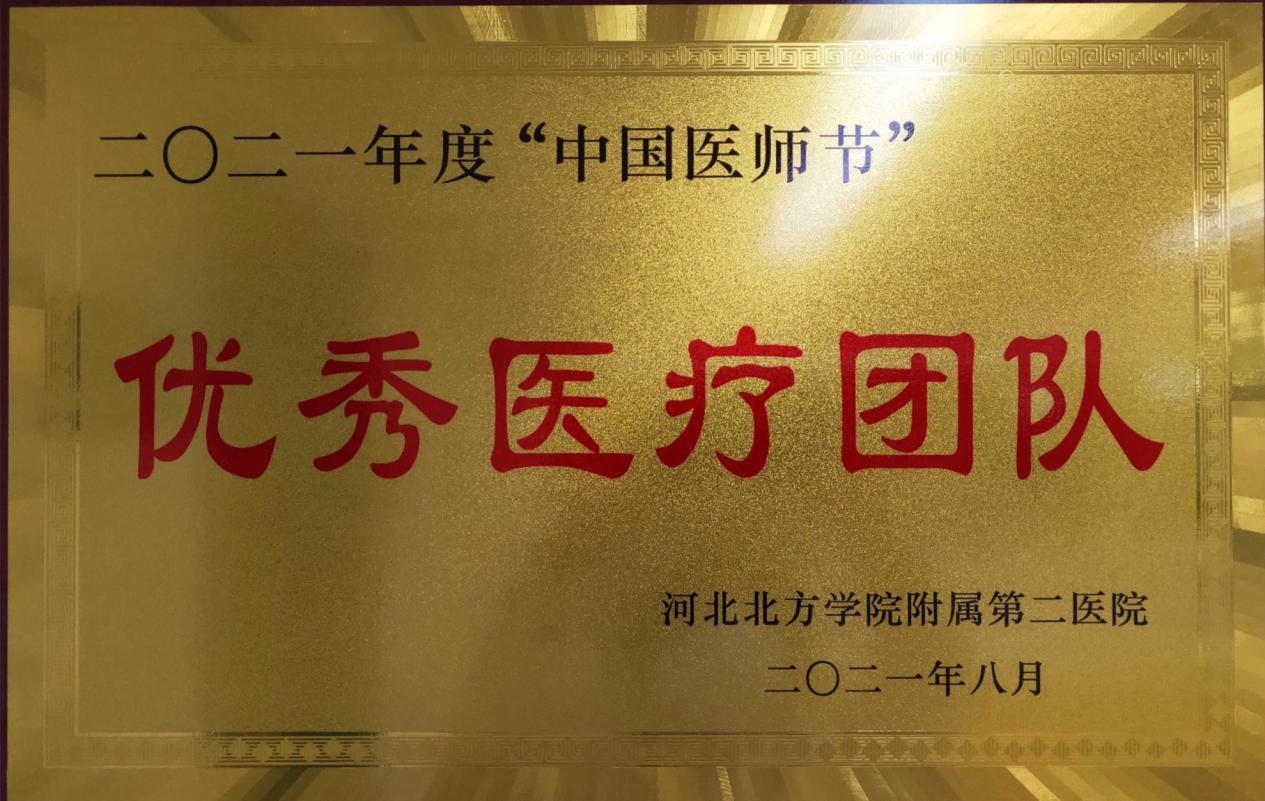 二〇二一年度“中国医师节”
优秀医疗团队
河北北方学院附属第二医院
二〇二一年八月